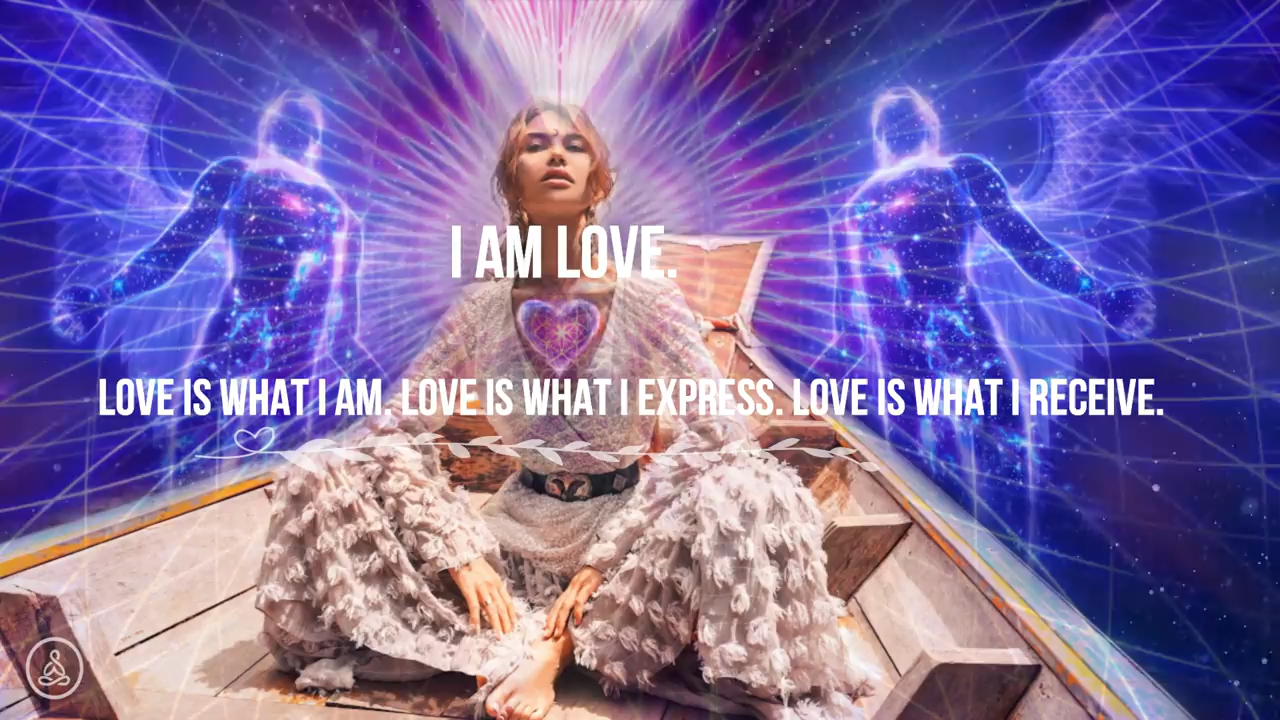 I AM LOVE.
LOVE IS WHAT I AM. LOVE IS WHAT I EXPRESS. LOVE IS WHAT I RECEIVE.